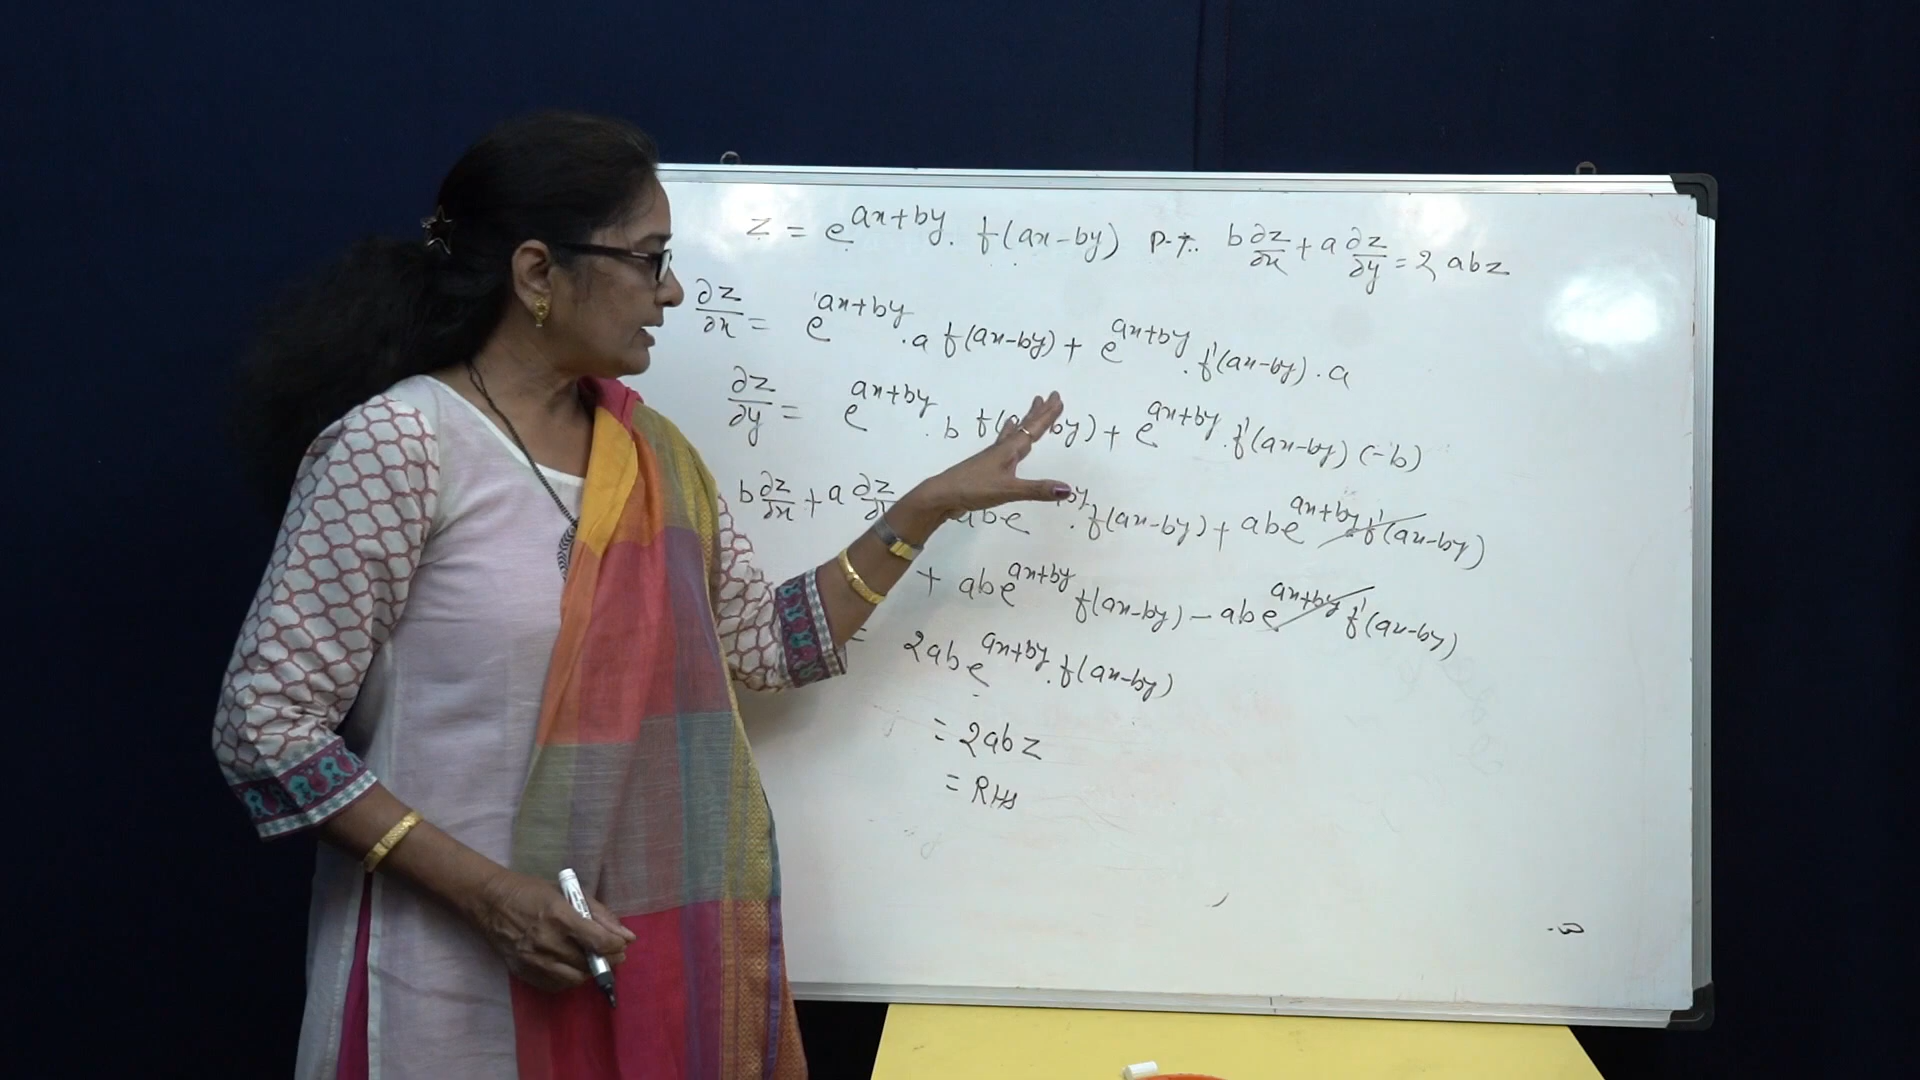 z = e^{ax+by}. f(ax-by) P.T. b ∂z/∂x + a ∂z/∂y = 2abz
∂z/∂x = e^{ax+by}.a f(ax-by) + e^{ax+by}.f'(ax-by).a
∂z/∂y = e^{ax+by}.b f( by) + e^{ax+by}.f'(ax-by)(-b)
b ∂z/∂x + a ∂z/ abe^{ by}.f(ax-by) + abe^{ax+by} f'(ax-by)
+ abe^{ax+by} f(ax-by) - abe^{ax+by} f'(ax-by)
= 2abe^{ax+by}.f(ax-by)
= 2abz
= RHS